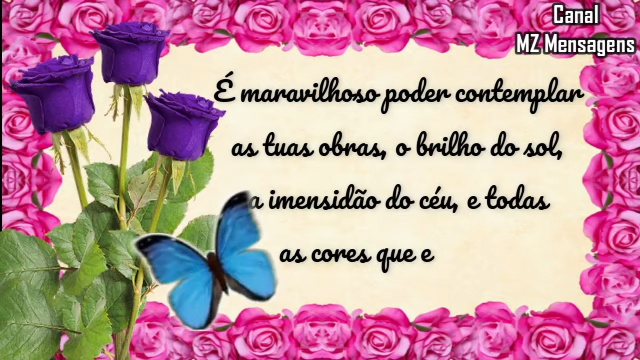 Canal
MZ Mensagens
É maravilhoso poder contemplar
as tuas obras, o brilho do sol,
a imensidão do céu, e todas
as cores que e